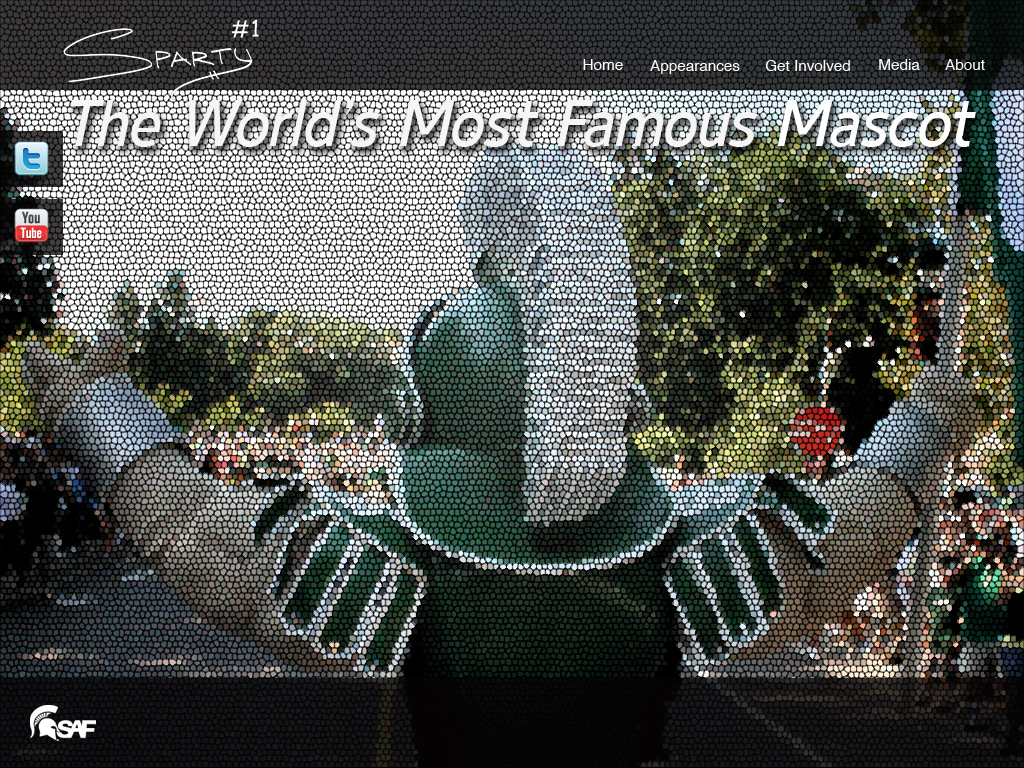 #1
Sparty
Home Appearances Get Involved Media About
The World's Most Famous Mascot
t
You
Tube
SAF